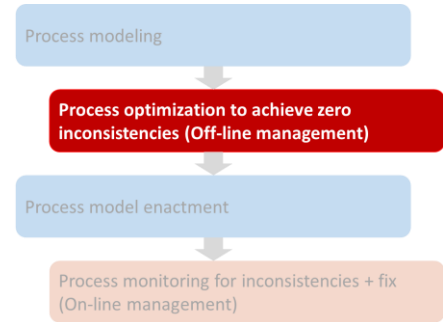 Process modeling
Process optimization to achieve zero
inconsistencies (Off-line management)
Process model enactment
Process monitoring for inconsistencies + fix
(On-line management)